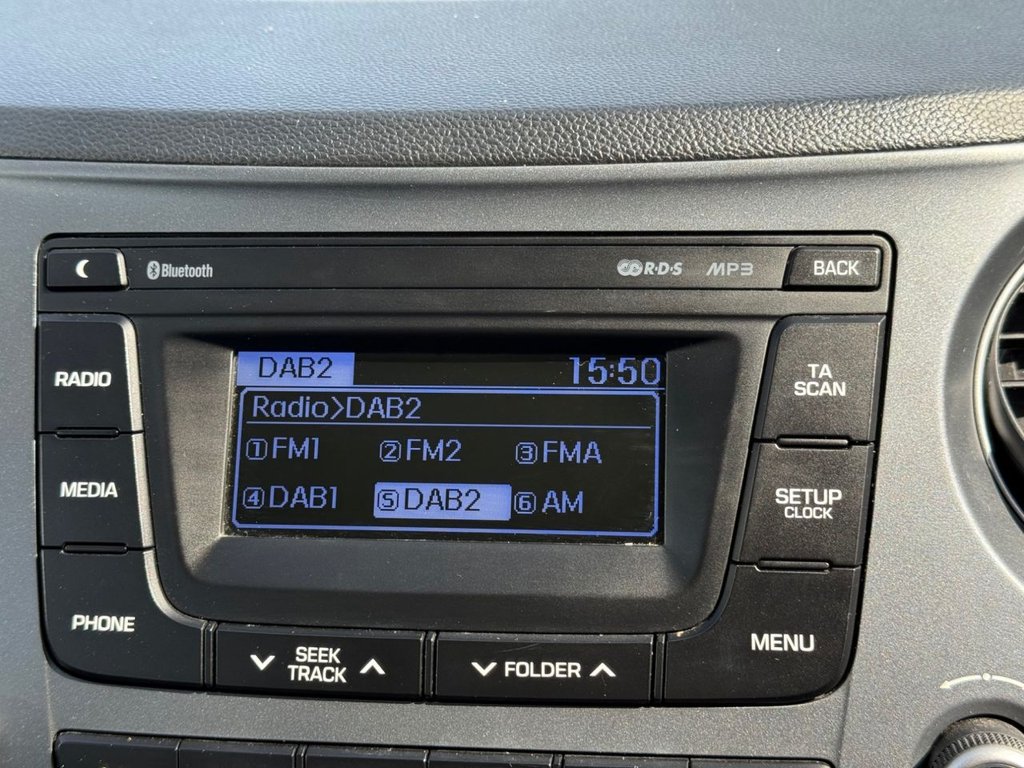 Bluetooth
R·D·S MP3
BACK
RADIO
MEDIA
PHONE
DAB2 15:50
Radio>DAB2
①FM1 ②FM2 ③FMA
④DAB1 ⑤DAB2 ⑥AM
TA
SCAN
SETUP
CLOCK
MENU
SEEK
TRACK
FOLDER